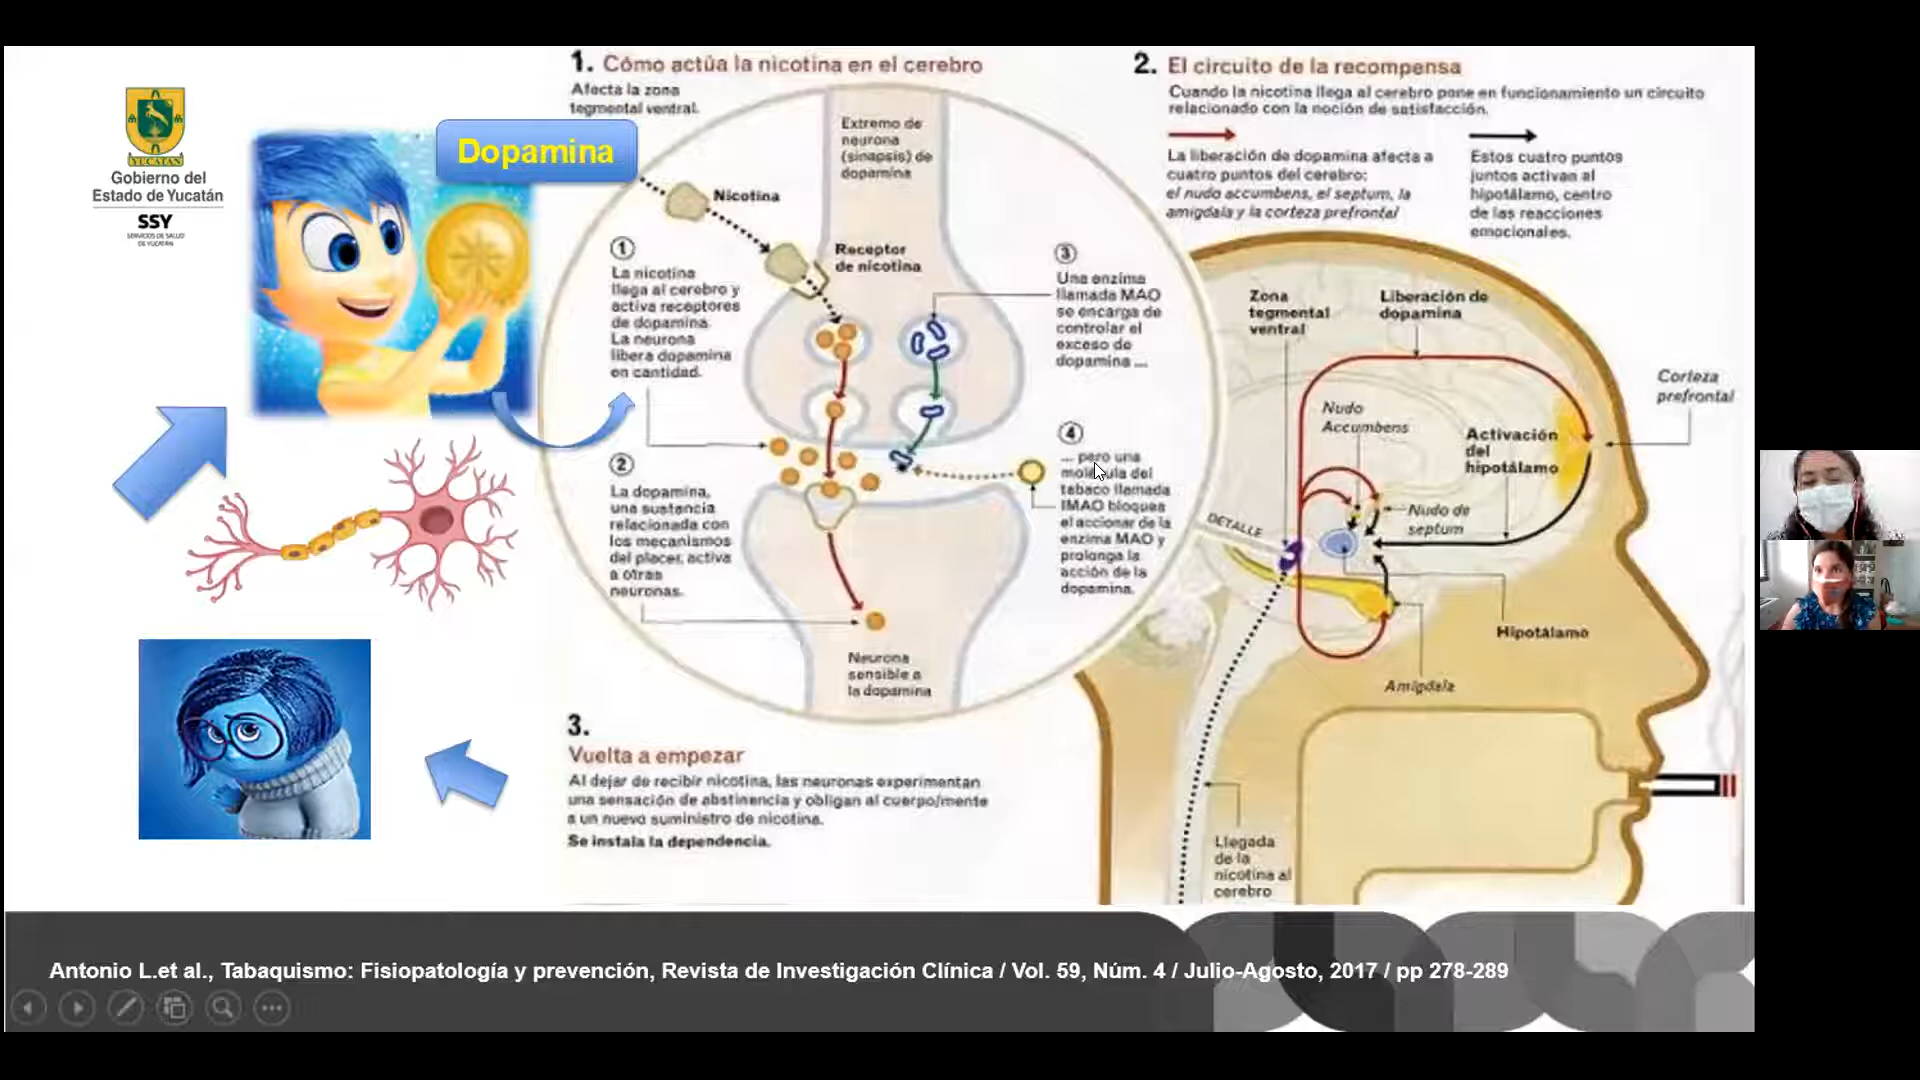 YUCATÁN
Gobierno del
Estado de Yucatán
SSY
SERVICIOS DE SALUD
DE YUCATÁN
Dopamina
1. Cómo actúa la nicotina en el cerebro
Afecta la zona
tegmental ventral.
Extremo de
neurona
(sinapsis) de
dopamina
Nicotina
Receptor
de nicotina
1
La nicotina
llega al cerebro y
activa receptores
de dopamina.
La neurona
libera dopamina
en cantidad.
2
La dopamina,
una sustancia
relacionada con
los mecanismos
del placer, activa
a otras
neuronas.
3
Una enzima
llamada MAO
se encarga de
controlar el
exceso de
dopamina ...
4
... pero una
molécula del
tabaco llamada
IMAO bloquea
el accionar de la
enzima MAO y
prolonga la
acción de la
dopamina.
Neurona
sensible a
la dopamina
2. El circuito de la recompensa
Cuando la nicotina llega al cerebro pone en funcionamiento un circuito
relacionado con la noción de satisfacción.
La liberación de dopamina afecta a
cuatro puntos del cerebro:
el nudo accumbens, el septum, la
amigdala y la corteza prefrontal
Estos cuatro puntos
juntos activan al
hipotálamo, centro
de las reacciones
emocionales.
Zona
tegmental
ventral
Liberación de
dopamina
Corteza
prefrontal
Nudo
Accumbens
Activación
del
hipotálamo
Nudo de
septum
DETALLE
Hipotálamo
Amigdala
Llegada
de la
nicotina al
cerebro
3.
Vuelta a empezar
Al dejar de recibir nicotina, las neuronas experimentan
una sensación de abstinencia y obligan al cuerpo/mente
a un nuevo suministro de nicotina.
Se instala la dependencia.
Antonio L.et al., Tabaquismo: Fisiopatología y prevención, Revista de Investigación Clínica / Vol. 59, Núm. 4 / Julio-Agosto, 2017 / pp 278-289